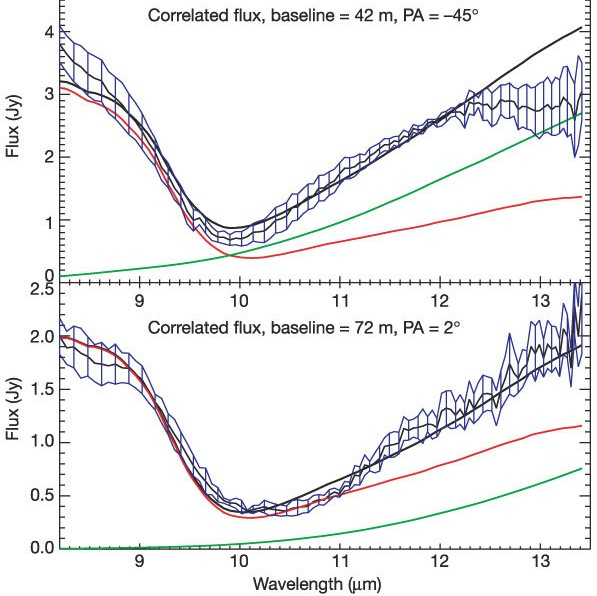 Correlated flux, baseline = 42 m, PA = –45°
4
3
2
1
0
Flux (Jy)
9 10 11 12 13
Correlated flux, baseline = 72 m, PA = 2°
2.5
2.0
1.5
1.0
0.5
0.0
Flux (Jy)
9 10 11 12 13
Wavelength (μm)